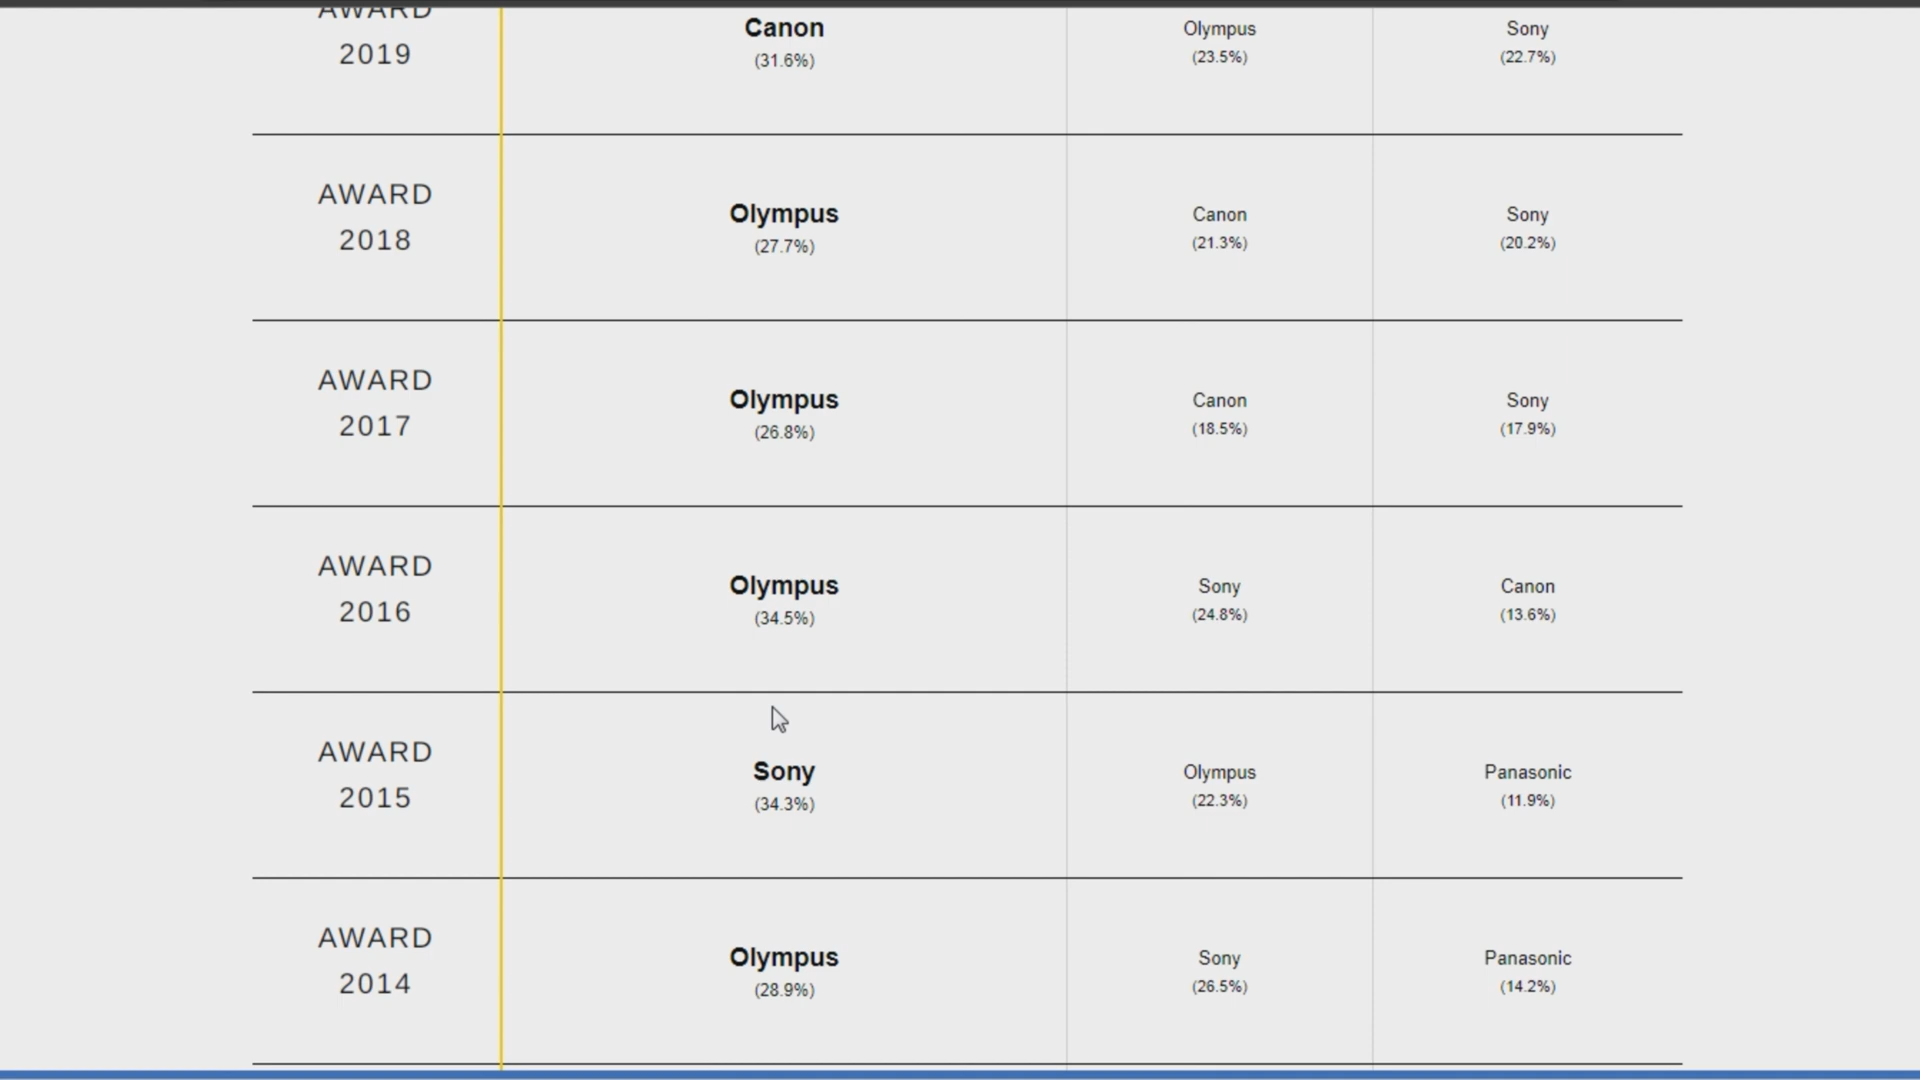 AWARD
2019
Canon
(31.6%)
Olympus
(23.5%)
Sony
(22.7%)
AWARD
2018
Olympus
(27.7%)
Canon
(21.3%)
Sony
(20.2%)
AWARD
2017
Olympus
(26.8%)
Canon
(18.5%)
Sony
(17.9%)
AWARD
2016
Olympus
(34.5%)
Sony
(24.8%)
Canon
(13.6%)
AWARD
2015
Sony
(34.3%)
Olympus
(22.3%)
Panasonic
(11.9%)
AWARD
2014
Olympus
(28.9%)
Sony
(26.5%)
Panasonic
(14.2%)